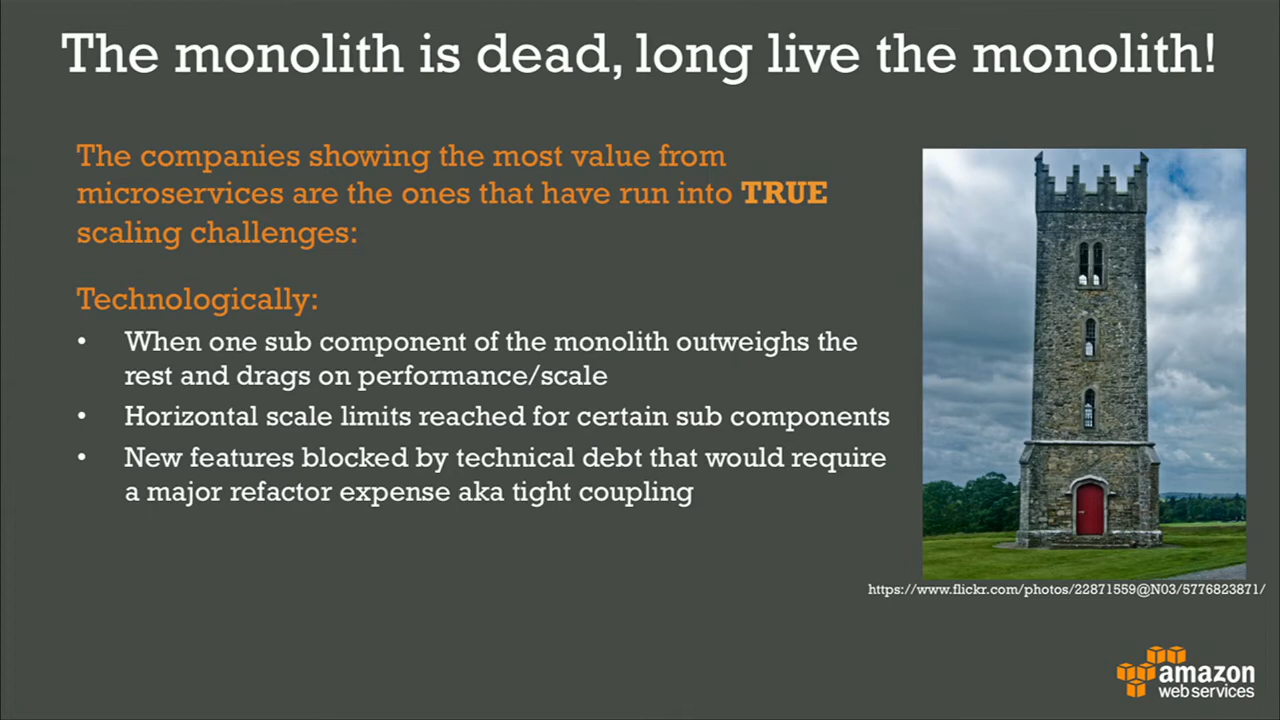 The monolith is dead, long live the monolith!
The companies showing the most value from
microservices are the ones that have run into TRUE
scaling challenges:
Technologically:
• When one sub component of the monolith outweighs the
rest and drags on performance/scale
• Horizontal scale limits reached for certain sub components
• New features blocked by technical debt that would require
a major refactor expense aka tight coupling
https://www.flickr.com/photos/22871559@N03/5776823871/
amazon
web services